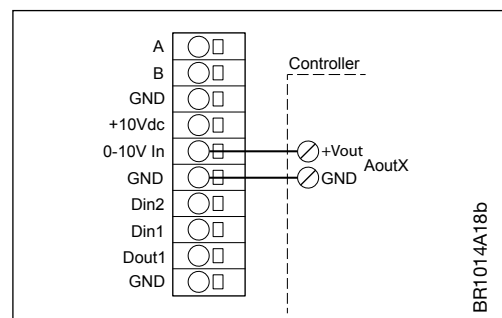 A
B
GND
+10Vdc
0-10V In
GND
Din2
Din1
Dout1
GND
Controller
+Vout
GND
AoutX
BR1014A18b